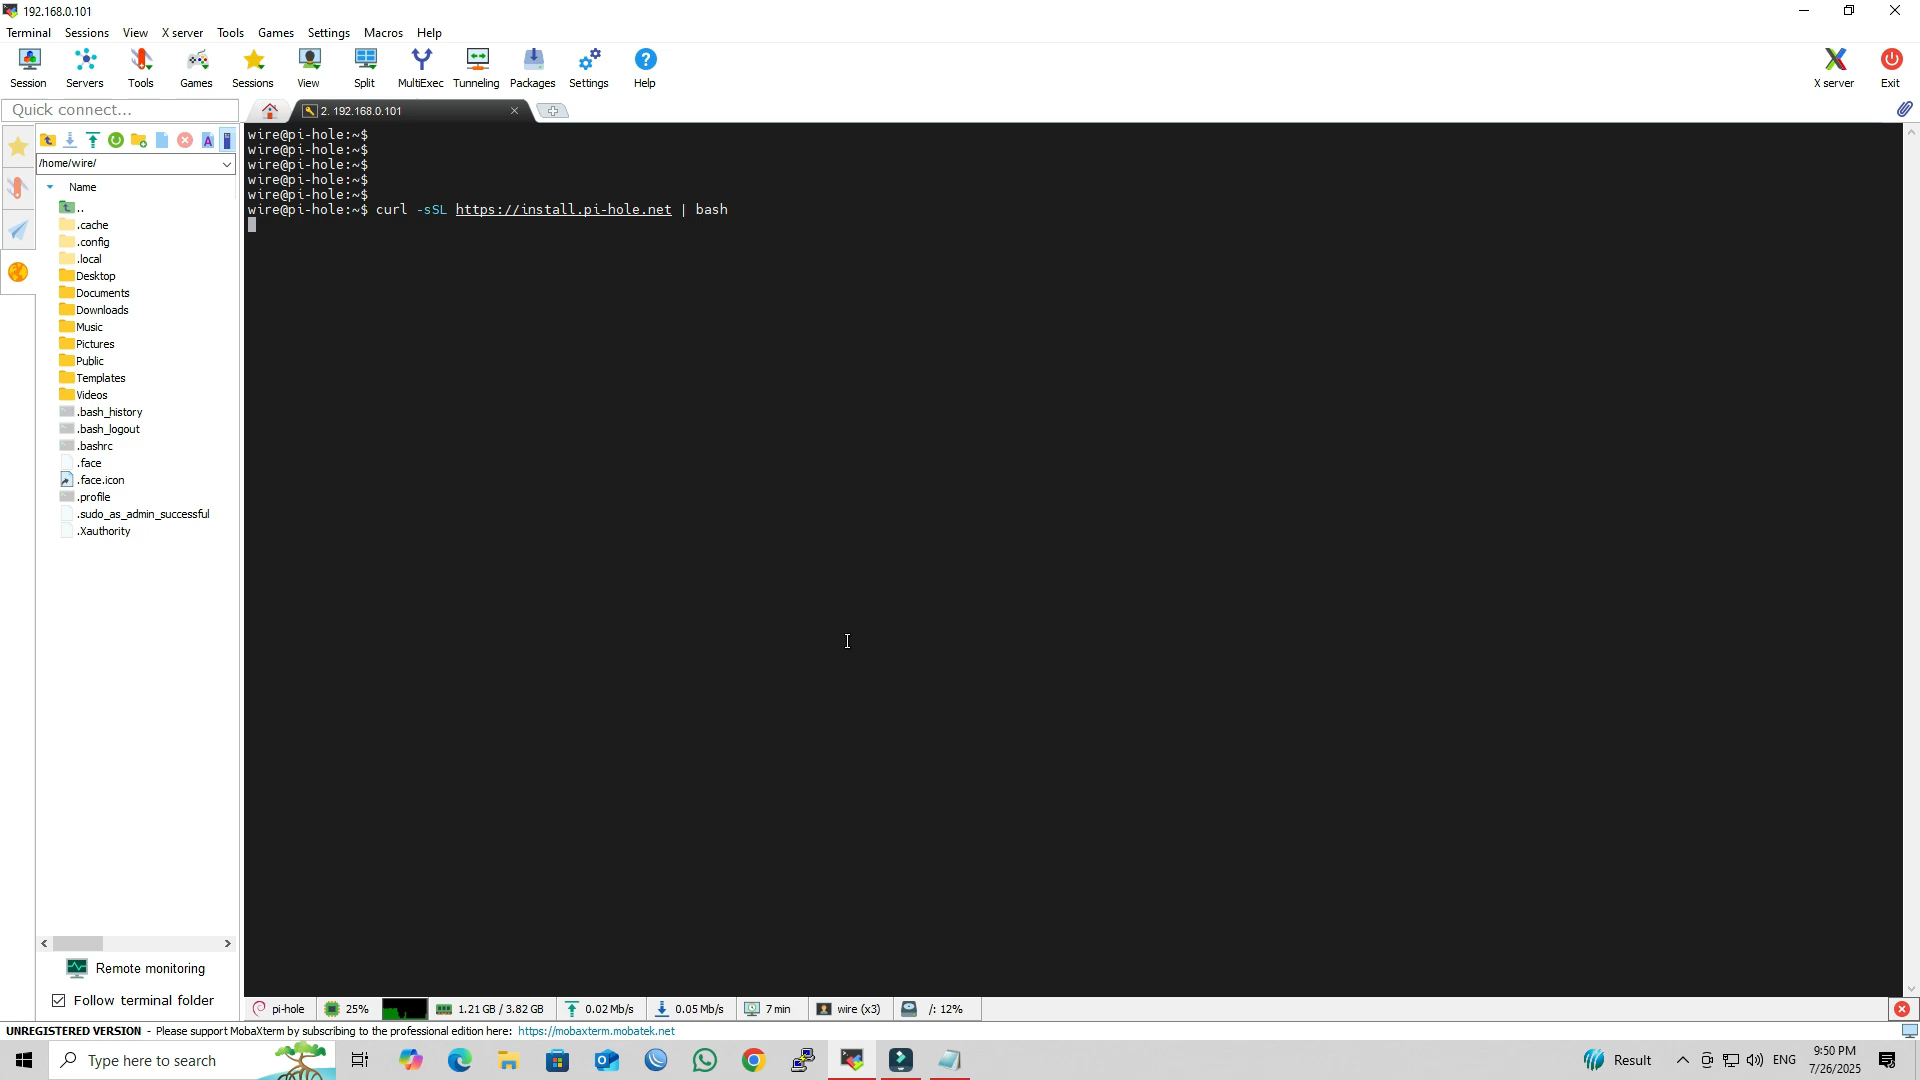 192.168.0.101
Terminal Sessions View X server Tools Games Settings Macros Help
Session Servers Tools Games Sessions View Split MultiExec Tunneling Packages Settings Help X server Exit
Quick connect...
2. 192.168.0.101
/home/wire/
Name
..
.cache
.config
.local
Desktop
Documents
Downloads
Music
Pictures
Public
Templates
Videos
.bash_history
.bash_logout
.bashrc
.face
.face.icon
.profile
.sudo_as_admin_successful
.Xauthority
Remote monitoring
Follow terminal folder
wire@pi-hole:~$
wire@pi-hole:~$
wire@pi-hole:~$
wire@pi-hole:~$
wire@pi-hole:~$
wire@pi-hole:~$ curl -sSL https://install.pi-hole.net | bash
pi-hole 25% 1.21 GB / 3.82 GB 0.02 Mb/s 0.05 Mb/s 7 min wire (x3) /: 12%
UNREGISTERED VERSION - Please support MobaXterm by subscribing to the professional edition here: https://mobaxterm.mobatek.net
Type here to search
Result
ENG
9:50 PM
7/26/2025